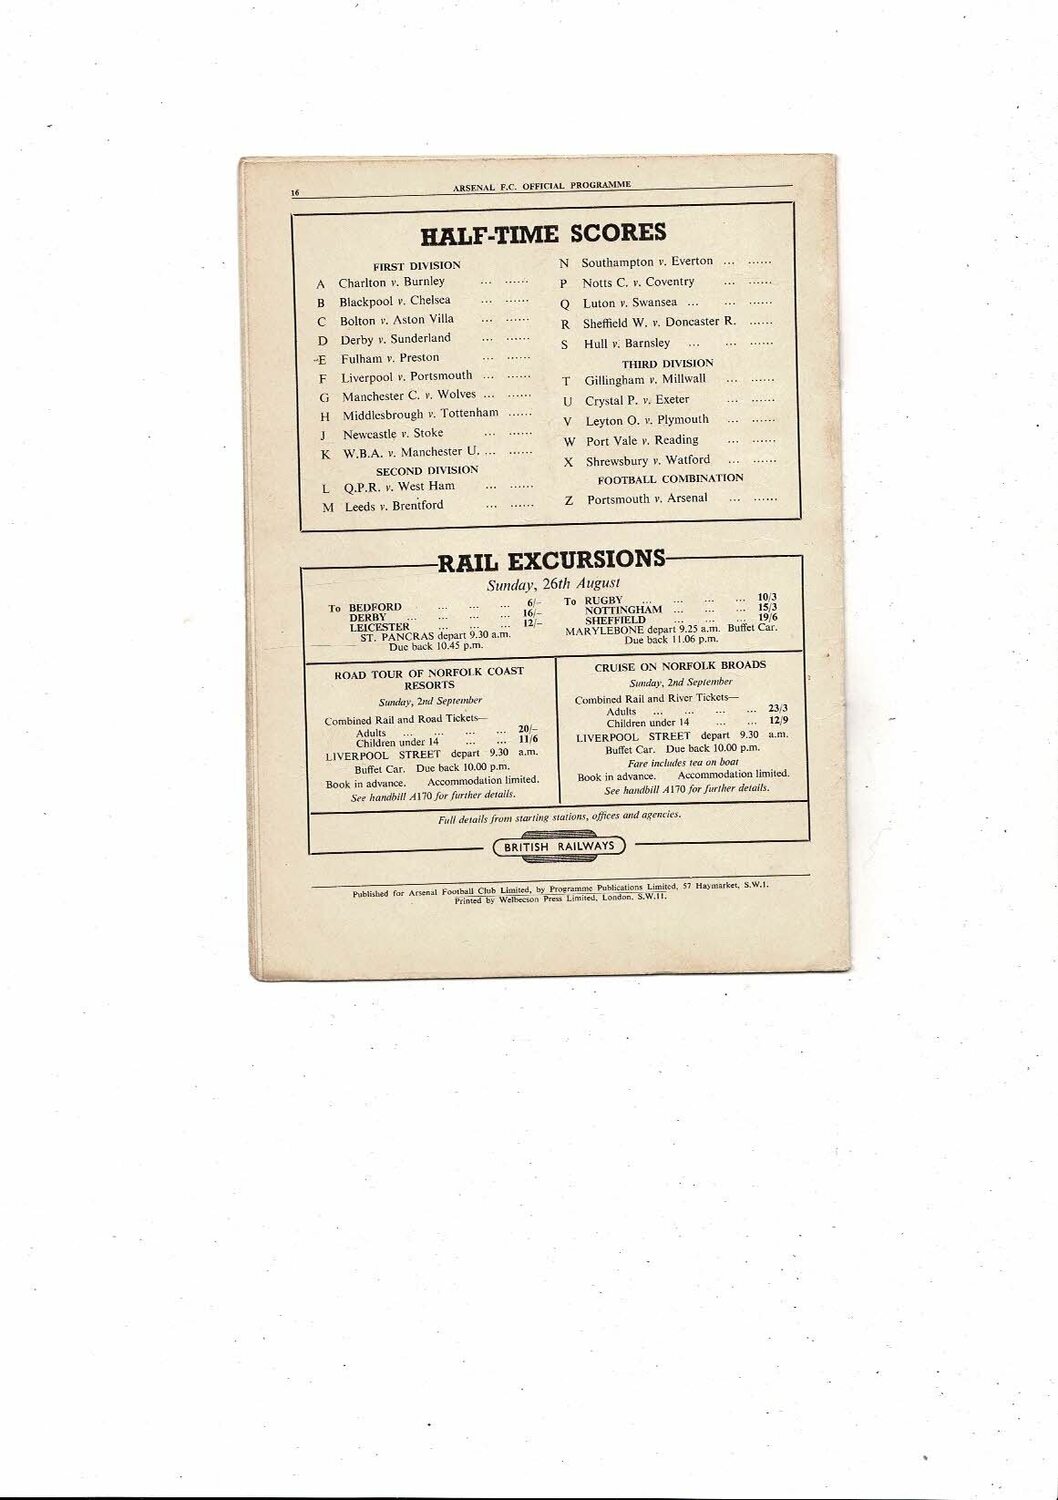 16
ARSENAL F.C. OFFICIAL PROGRAMME
HALF-TIME SCORES
FIRST DIVISION
A Charlton v. Burnley ... ......
B Blackpool v. Chelsea ... ......
C Bolton v. Aston Villa ... ......
D Derby v. Sunderland ... ......
E Fulham v. Preston ... ......
F Liverpool v. Portsmouth ... ......
G Manchester C. v. Wolves ... ......
H Middlesbrough v. Tottenham ......
J Newcastle v. Stoke ... ......
K W.B.A. v. Manchester U. ... ......
SECOND DIVISION
L Q.P.R. v. West Ham ... ......
M Leeds v. Brentford ... ......
N Southampton v. Everton ... ......
P Notts C. v. Coventry ... ......
Q Luton v. Swansea ... ... ......
R Sheffield W. v. Doncaster R. ......
S Hull v. Barnsley ... ... ......
THIRD DIVISION
T Gillingham v. Millwall ... ......
U Crystal P. v. Exeter ... ......
V Leyton O. v. Plymouth ... ......
W Port Vale v. Reading ... ......
X Shrewsbury v. Watford ... ......
FOOTBALL COMBINATION
Z Portsmouth v. Arsenal ... ......
RAIL EXCURSIONS
Sunday, 26th August
To BEDFORD ... ... ... 6/-
DERBY ... ... ... ... 16/-
LEICESTER ... ... ... 12/-
ST. PANCRAS depart 9.30 a.m.
Due back 10.45 p.m.
To RUGBY ... ... ... ... 10/3
NOTTINGHAM ... ... ... 15/3
SHEFFIELD ... ... ... 19/6
MARYLEBONE depart 9.25 a.m. Buffet Car.
Due back 11.06 p.m.
ROAD TOUR OF NORFOLK COAST
RESORTS
Sunday, 2nd September
Combined Rail and Road Tickets—
Adults ... ... ... ... 20/-
Children under 14 ... ... 11/6
LIVERPOOL STREET depart 9.30 a.m.
Buffet Car. Due back 10.00 p.m.
Book in advance. Accommodation limited.
See handbill A170 for further details.
CRUISE ON NORFOLK BROADS
Sunday, 2nd September
Combined Rail and River Tickets—
Adults ... ... ... ... 23/3
Children under 14 ... ... 12/9
LIVERPOOL STREET depart 9.30 a.m.
Buffet Car. Due back 10.00 p.m.
Fare includes tea on boat
Book in advance. Accommodation limited.
See handbill A170 for further details.
Full details from starting stations, offices and agencies.
BRITISH RAILWAYS
Published for Arsenal Football Club Limited, by Programme Publications Limited, 57 Haymarket, S.W.1.
Printed by Welbecson Press Limited, London, S.W.11.